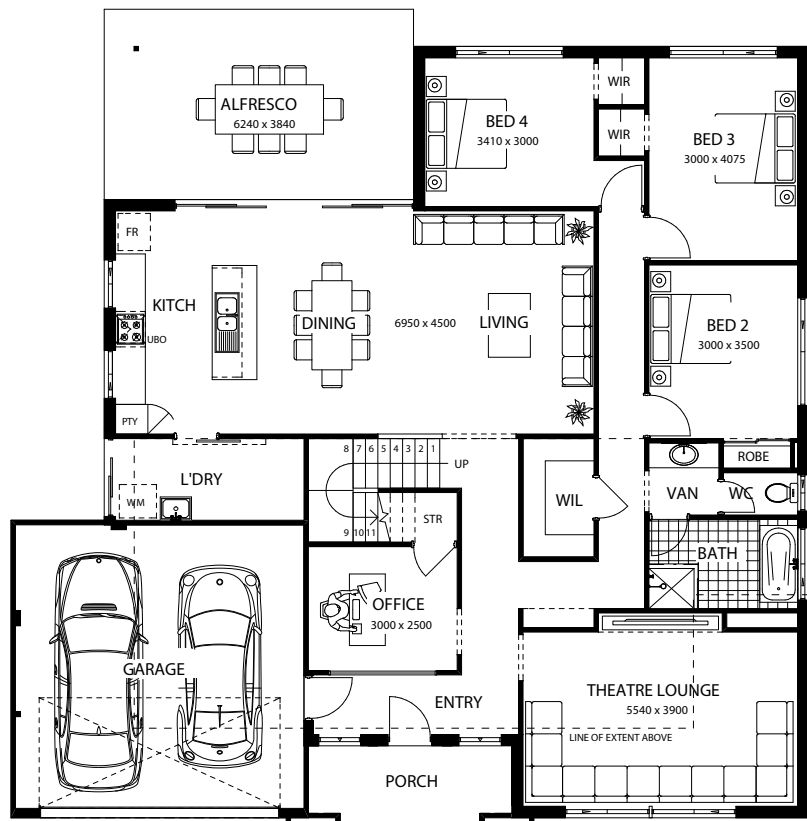 ALFRESCO
6240 x 3840
WIR
WIR
BED 4
3410 x 3000
BED 3
3000 x 4075
FR
KITCH
UBO
DINING
6950 x 4500
LIVING
BED 2
3000 x 3500
PTY
L'DRY
WM
8 7 6 5 4 3 2 1
UP
9 10 11
STR
WIL
ROBE
VAN
WC
BATH
OFFICE
3000 x 2500
GARAGE
ENTRY
THEATRE LOUNGE
5540 x 3900
LINE OF EXTENT ABOVE
PORCH